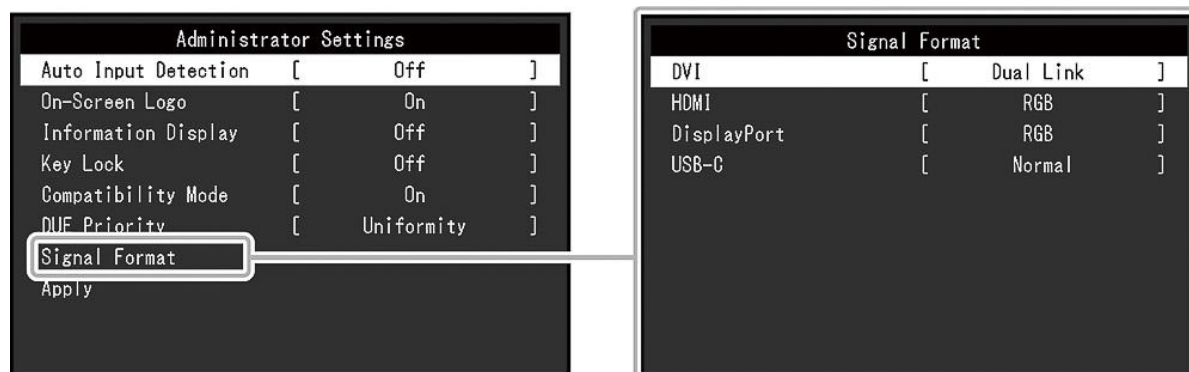 Administrator Settings
Auto Input Detection [ Off ]
On-Screen Logo [ On ]
Information Display [ Off ]
Key Lock [ Off ]
Compatibility Mode [ On ]
DUE Priority [ Uniformity ]
Signal Format
Apply
Signal Format
DVI [ Dual Link ]
HDMI [ RGB ]
DisplayPort [ RGB ]
USB-C [ Normal ]